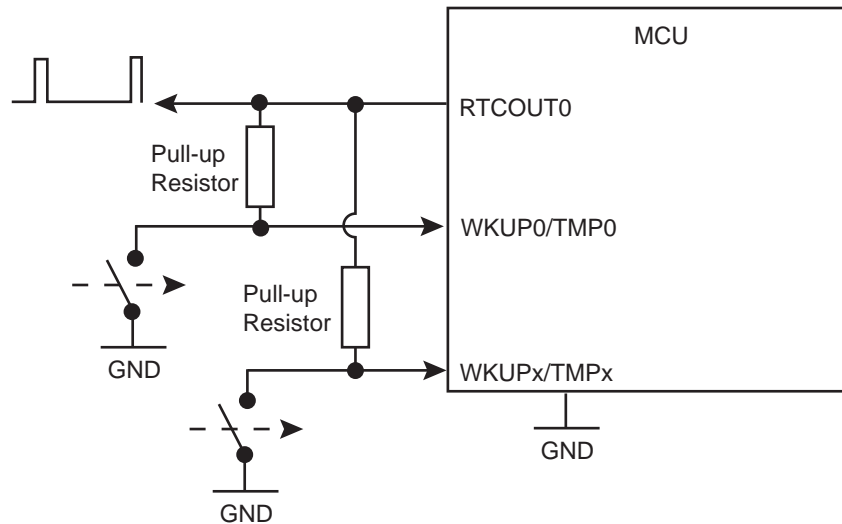 MCU
RTCOUT0
Pull-up
Resistor
WKUP0/TMP0
Pull-up
Resistor
GND
WKUPx/TMPx
GND
GND